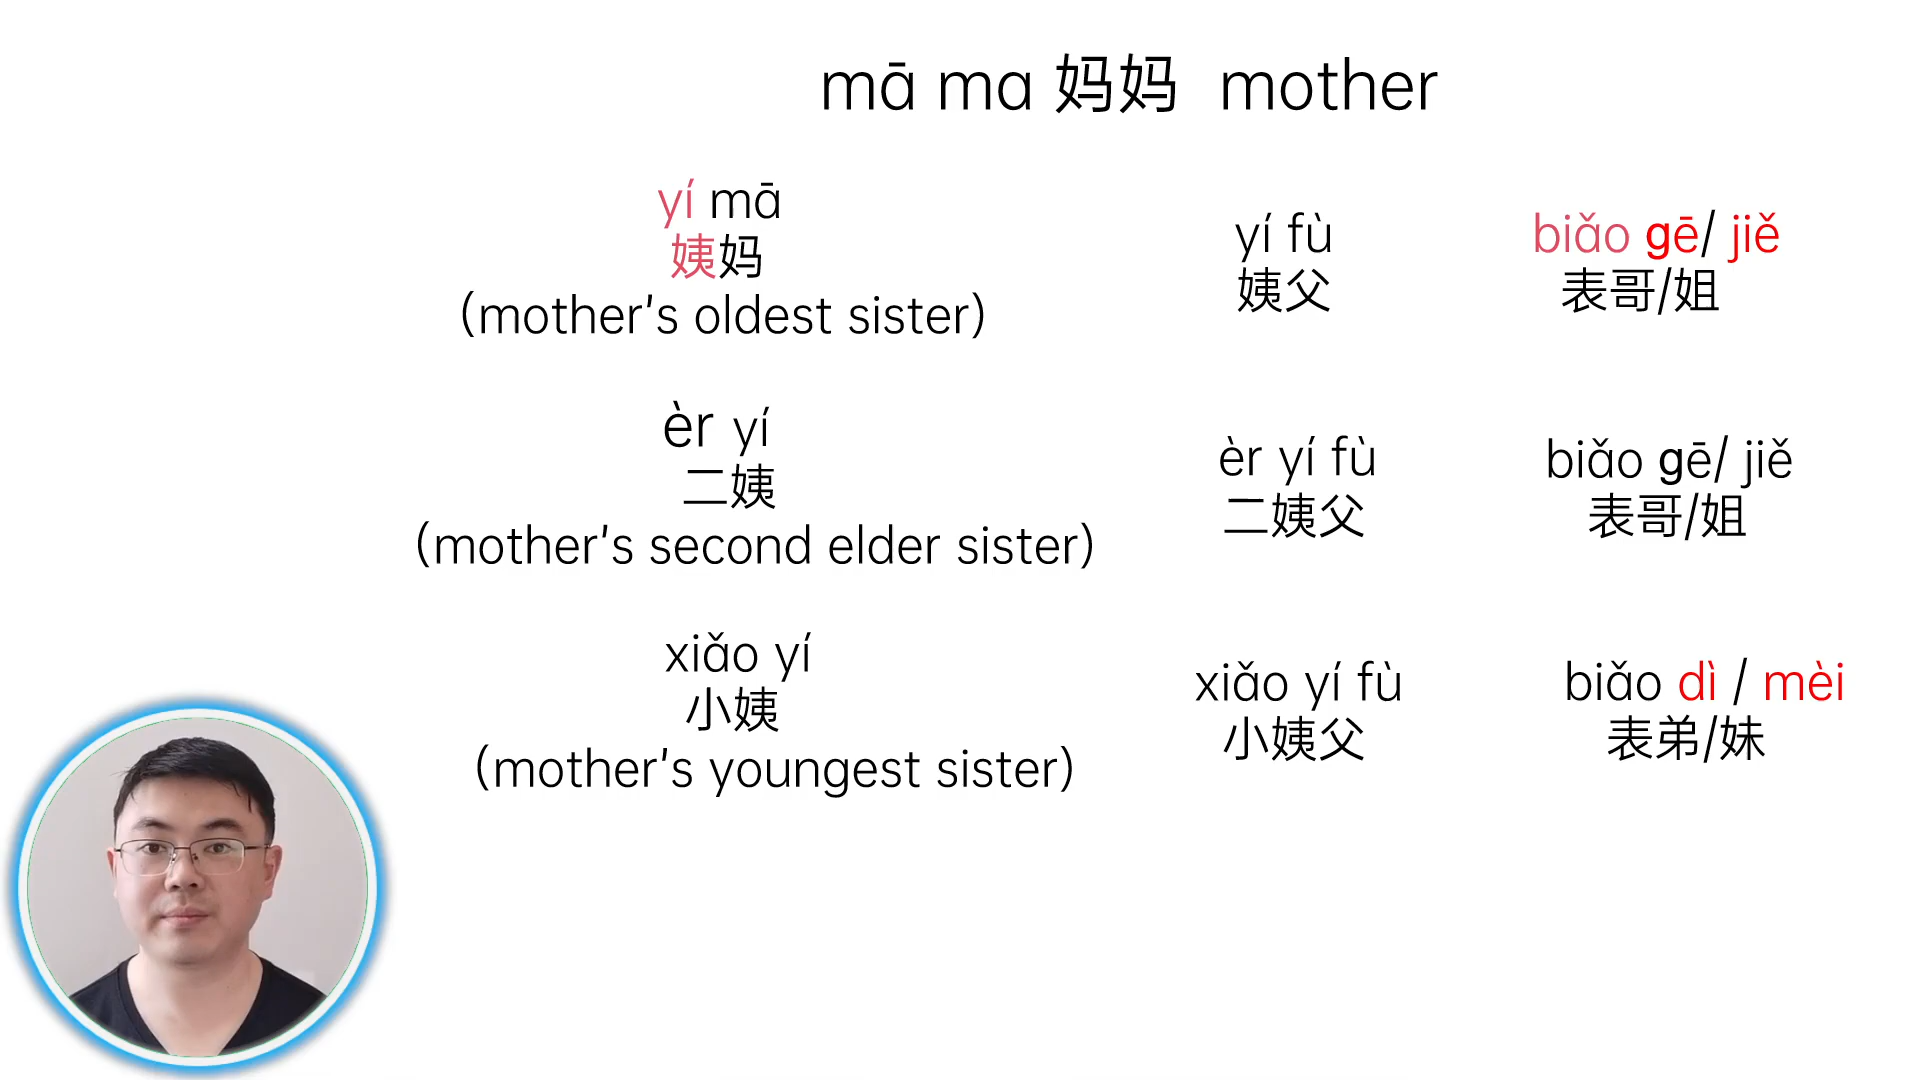 mā ma 妈妈 mother
yí mā
姨妈
(mother's oldest sister)
yí fù
姨父
biǎo gē/ jiě
表哥/姐
èr yí
二姨
(mother's second elder sister)
èr yí fù
二姨父
biǎo gē/ jiě
表哥/姐
xiǎo yí
小姨
(mother's youngest sister)
xiǎo yí fù
小姨父
biǎo dì / mèi
表弟/妹